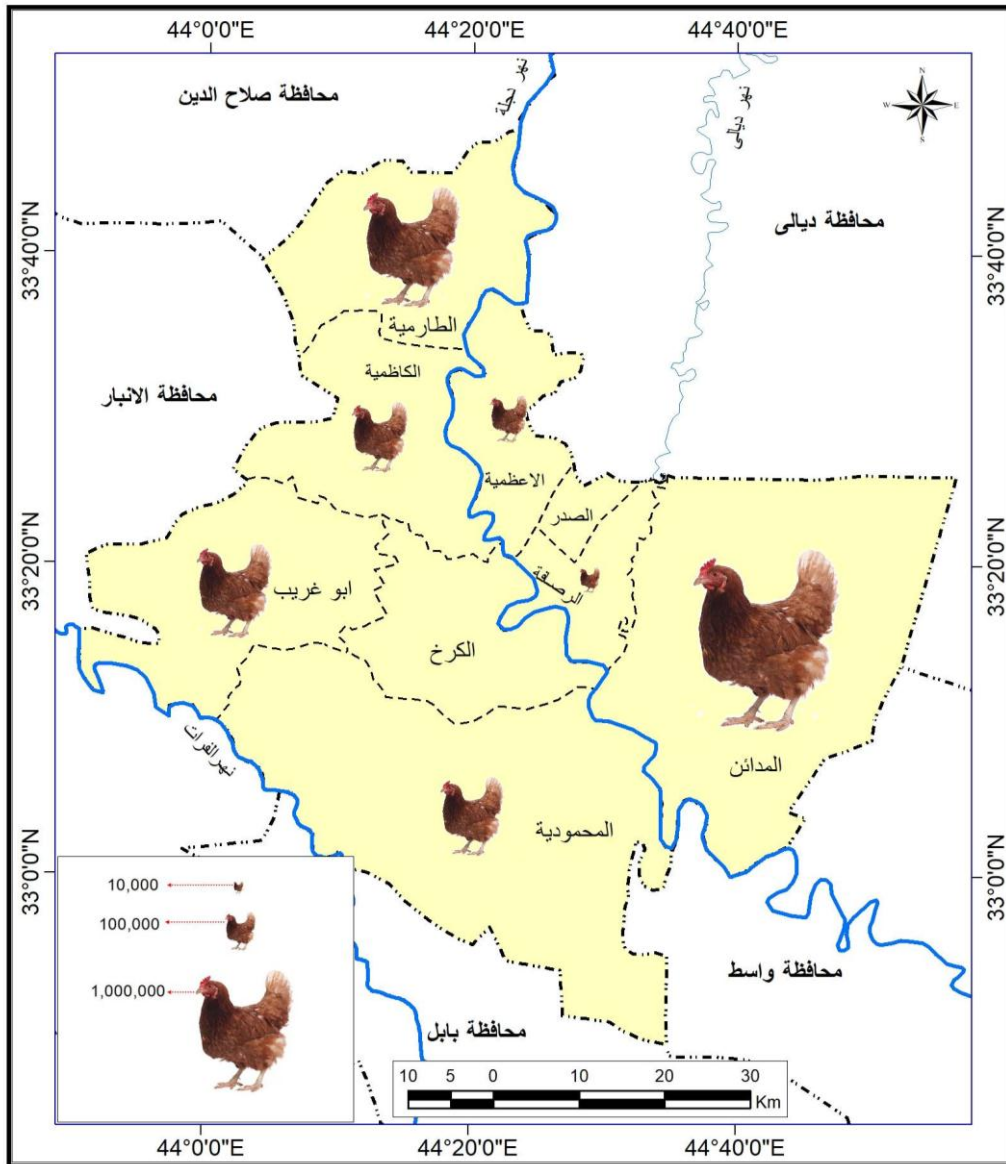 44°0'0"N
44°20'0"N
44°40'0"N
محافظة صلاح الدين
نهر دجلة
نهر ديالى
N
W
E
S
محافظة ديالى
33°40'0"N
33°40'0"N
الطارمية
الكاظمية
محافظة الانبار
الاعظمية
الصدر
33°20'0"N
33°20'0"N
الرصافة
ابو غريب
الكرخ
نهر الفرات
المدائن
المحمودية
33°0'0"N
33°0'0"N
10,000
100,000
1,000,000
محافظة واسط
محافظة بابل
10 5 0 10 20 30
Km
44°0'0"N
44°20'0"N
44°40'0"N